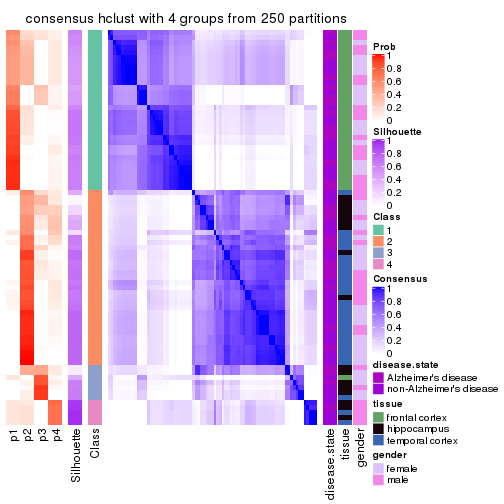 consensus hclust with 4 groups from 250 partitions
Prob
1
0.8
0.6
0.4
0.2
0
Silhouette
1
0.8
0.6
0.4
0.2
0
Class
1
2
3
4
Consensus
1
0.8
0.6
0.4
0.2
0
disease.state
Alzheimer's disease
non-Alzheimer's disease
tissue
frontal cortex
hippocampus
temporal cortex
gender
female
male
p1
p2
p3
p4
Silhouette
Class
disease.state
tissue
gender